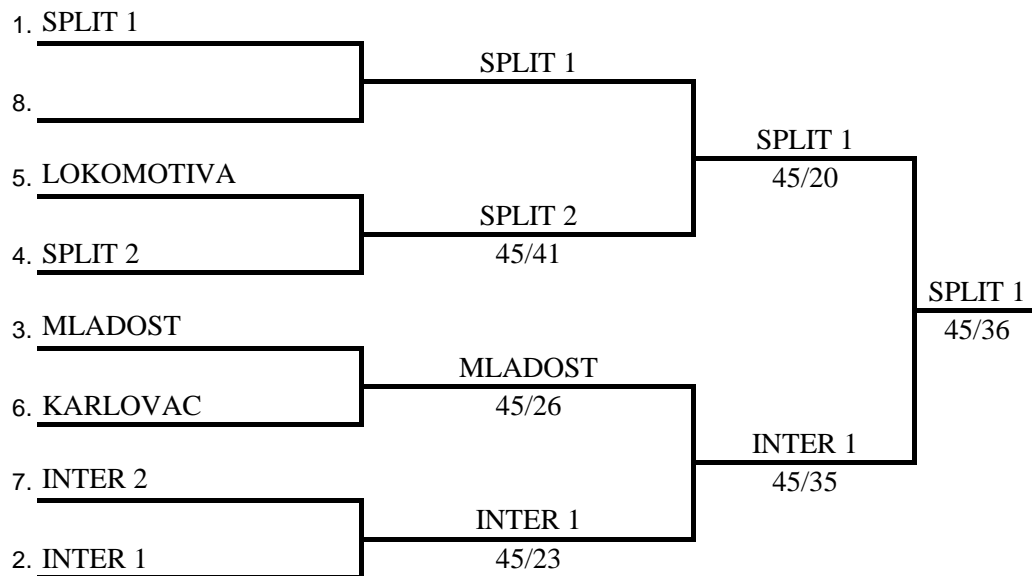 1. SPLIT 1
8.
5. LOKOMOTIVA
4. SPLIT 2
3. MLADOST
6. KARLOVAC
7. INTER 2
2. INTER 1
SPLIT 1
SPLIT 2
45/41
MLADOST
45/26
INTER 1
45/23
SPLIT 1
45/20
INTER 1
45/35
SPLIT 1
45/36